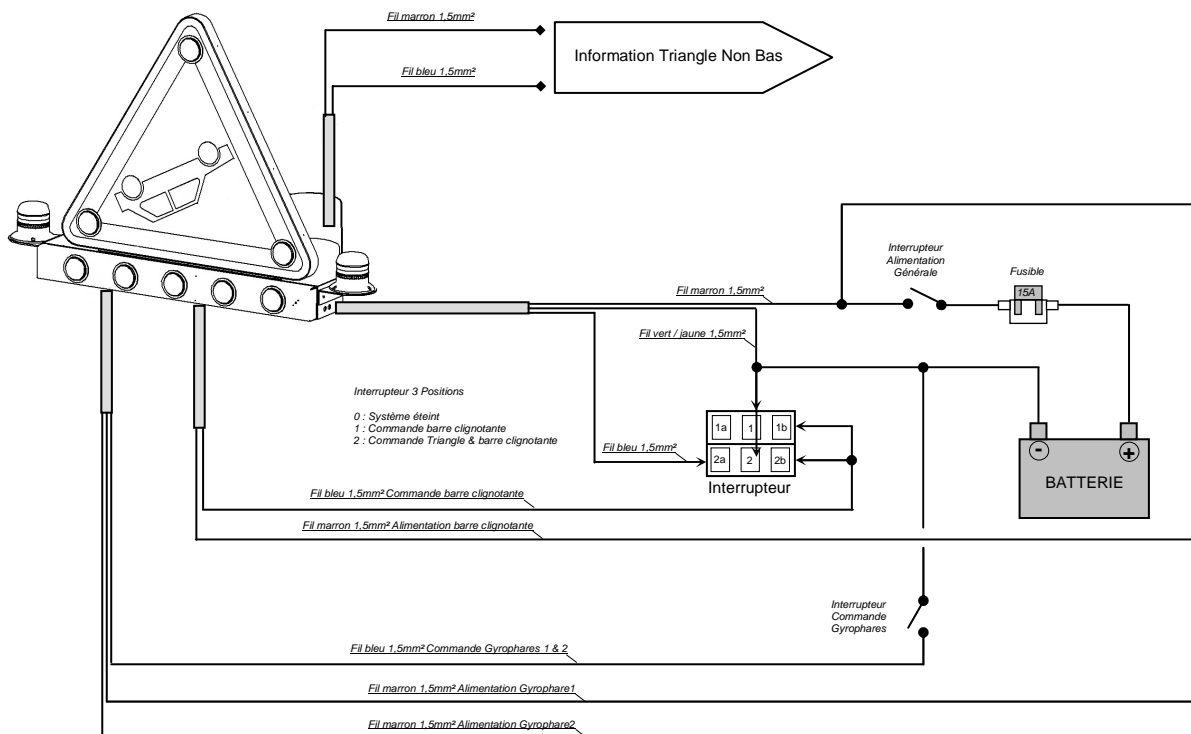 Fil marron 1,5mm²
Information Triangle Non Bas
Fil bleu 1,5mm²
Interrupteur
Alimentation
Générale
Fusible
15A
Fil marron 1,5mm²
Fil vert / jaune 1,5mm²
Interrupteur 3 Positions
0 : Système éteint
1 : Commande barre clignotante
2 : Commande Triangle & barre clignotante
1a 1 1b
2a 2 2b
Fil bleu 1,5mm²
Interrupteur
- +
BATTERIE
Fil bleu 1,5mm² Commande barre clignotante
Fil marron 1,5mm² Alimentation barre clignotante
Interrupteur
Commande
Gyrophares
Fil bleu 1,5mm² Commande Gyrophares 1 & 2
Fil marron 1,5mm² Alimentation Gyrophare1
Fil marron 1,5mm² Alimentation Gyrophare2